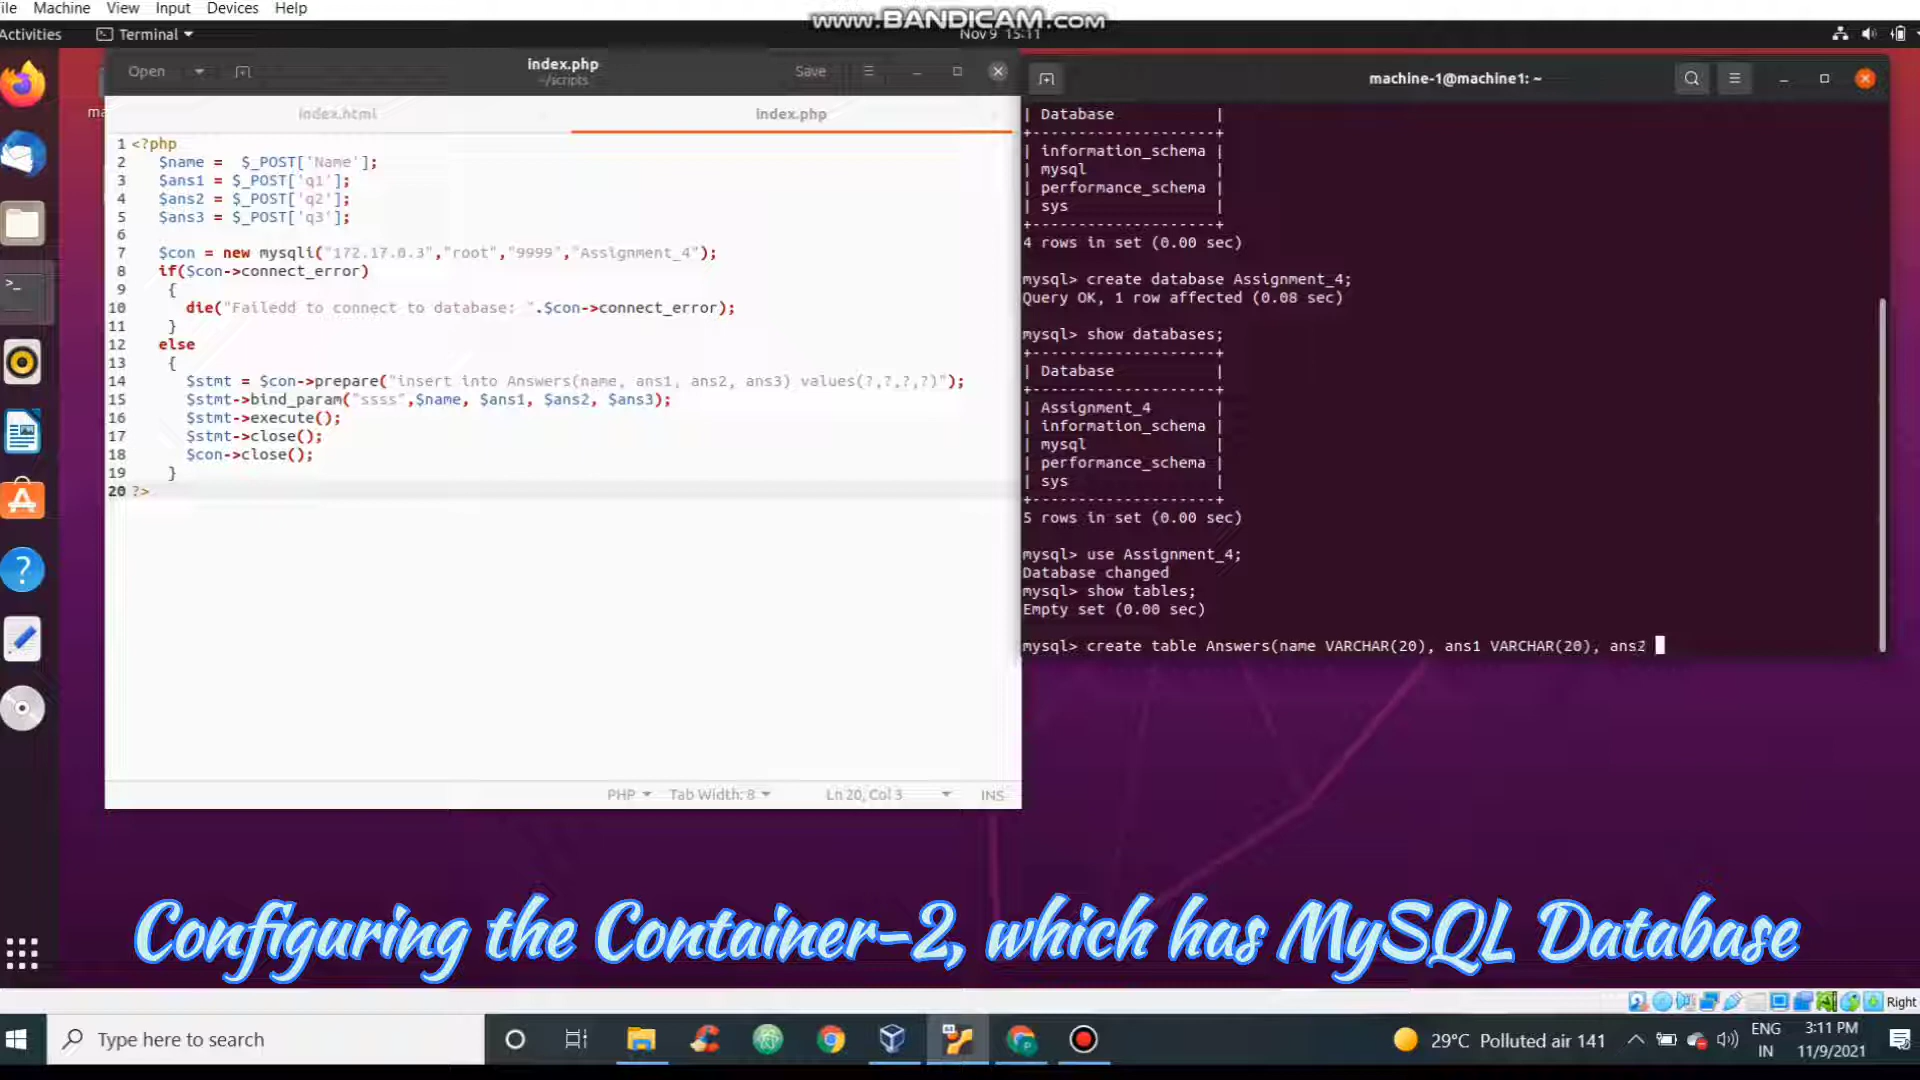 ile Machine View Input Devices Help
www.BANDICAM.com
Activities Terminal Nov 9 15:11
Open index.php Save
~/scripts
index.html index.php
1 <?php
2 $name = $_POST['Name'];
3 $ans1 = $_POST['q1'];
4 $ans2 = $_POST['q2'];
5 $ans3 = $_POST['q3'];
6
7 $con = new mysqli("172.17.0.3","root","9999","Assignment_4");
8 if($con->connect_error)
9 {
10 die("Failedd to connect to database: ".$con->connect_error);
11 }
12 else
13 {
14 $stmt = $con->prepare("insert into Answers(name, ans1, ans2, ans3) values(?,?,?,?)");
15 $stmt->bind_param("ssss",$name, $ans1, $ans2, $ans3);
16 $stmt->execute();
17 $stmt->close();
18 $con->close();
19 }
20 ?>
PHP Tab Width: 8 Ln 20, Col 3 INS
machine-1@machine1: ~
| Database |
+--------------------+
| information_schema |
| mysql |
| performance_schema |
| sys |
+--------------------+
4 rows in set (0.00 sec)
mysql> create database Assignment_4;
Query OK, 1 row affected (0.08 sec)
mysql> show databases;
+--------------------+
| Database |
+--------------------+
| Assignment_4 |
| information_schema |
| mysql |
| performance_schema |
| sys |
+--------------------+
5 rows in set (0.00 sec)
mysql> use Assignment_4;
Database changed
mysql> show tables;
Empty set (0.00 sec)
mysql> create table Answers(name VARCHAR(20), ans1 VARCHAR(20), ans2
Configuring the Container-2, which has MySQL Database
Right
Type here to search
29°C Polluted air 141
ENG
IN
3:11 PM
11/9/2021